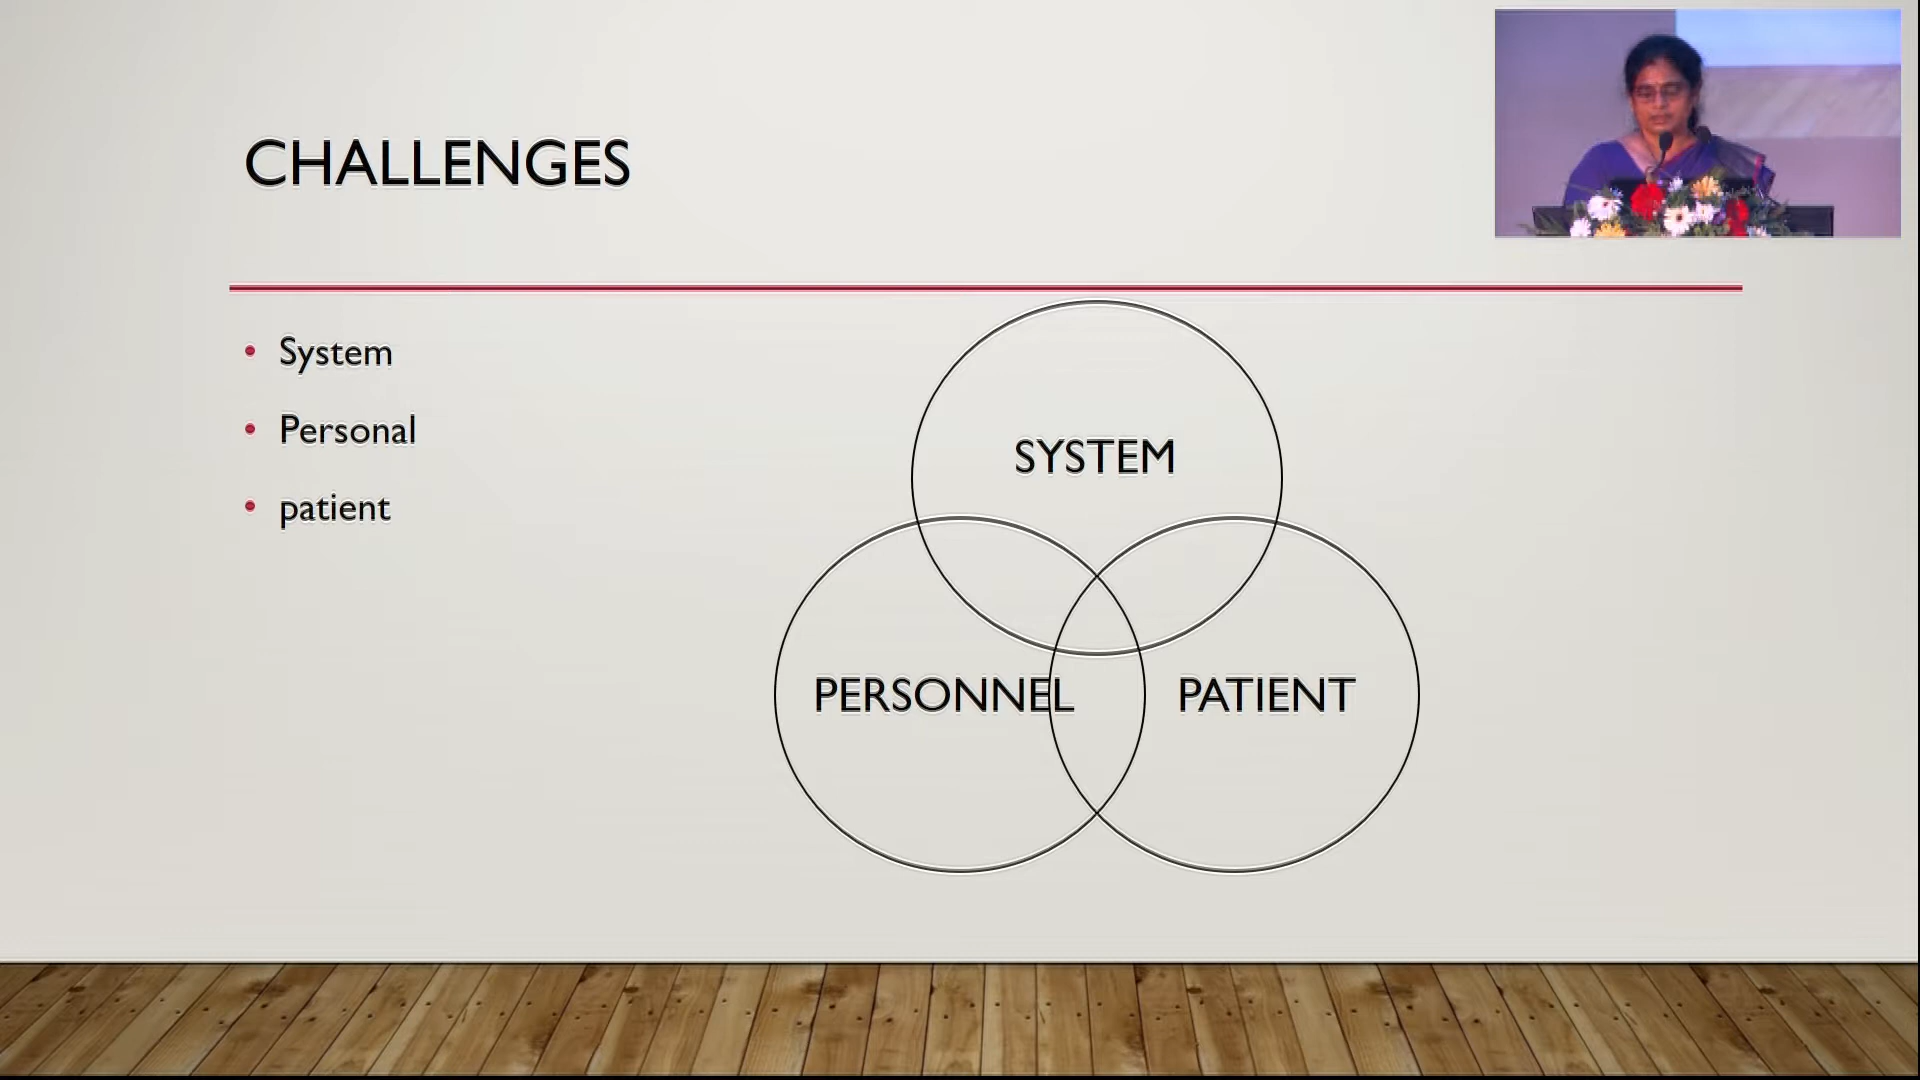 CHALLENGES
System
Personal
patient
SYSTEM
PERSONNEL
PATIENT